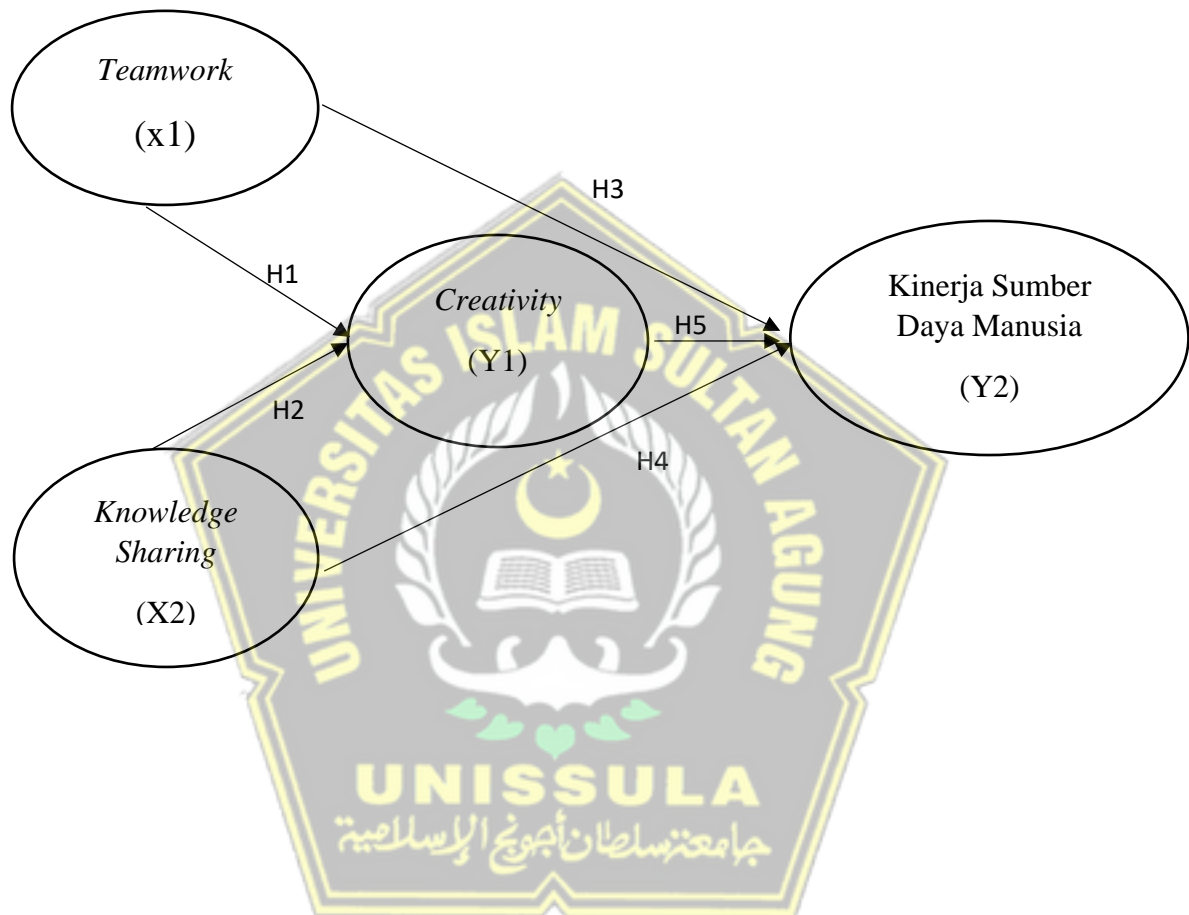 Teamwork
(x1)
H3
H1
Creativity
(Y1)
H5
Kinerja Sumber
Daya Manusia
(Y2)
H2
H4
Knowledge
Sharing
(X2)
UNIVERSITAS ISLAM SULTAN AGUNG
UNISSULA
جامعة سلطان أجونج الإسلامية